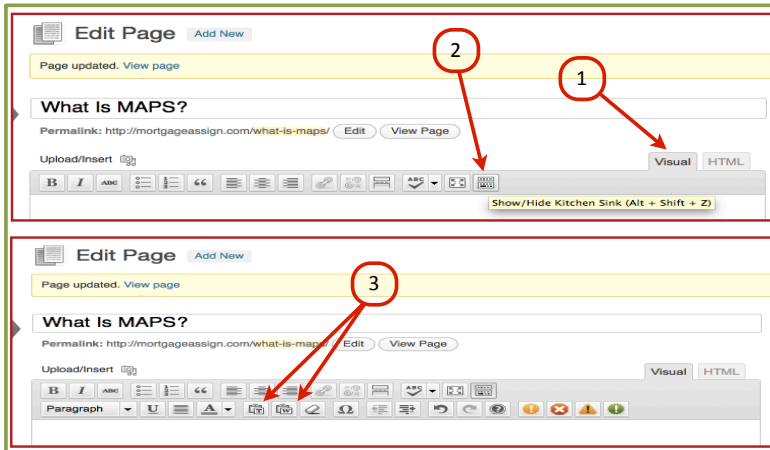 Edit Page Add New
2
Page updated. View page
1
What Is MAPS?
Permalink: http://mortgageassign.com/what-is-maps/ Edit View Page
Upload/Insert
Visual HTML
B I ABC “ ABC
Show/Hide Kitchen Sink (Alt + Shift + Z)
Edit Page Add New
Page updated. View page
3
What Is MAPS?
Permalink: http://mortgageassign.com/what-is-maps/ Edit View Page
Upload/Insert
Visual HTML
B I ABC “ ABC
Paragraph U A T W Ω ?